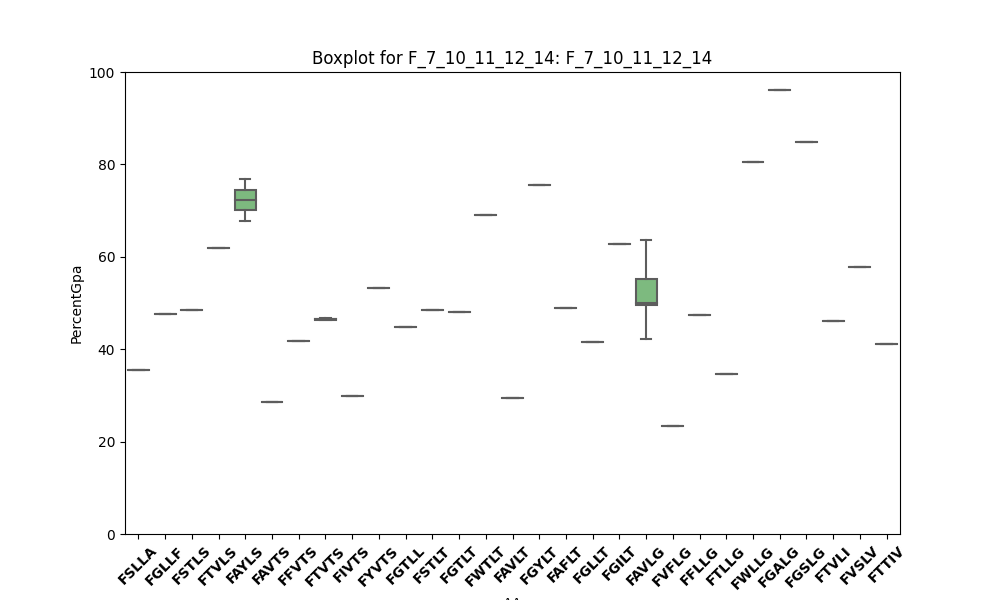 Boxplot for F_7_10_11_12_14: F_7_10_11_12_14
100
80
60
40
20
0
PercentGpa
FSLLA
FGLLF
FSTLS
FTVLS
FAYLS
FAVTS
FFVTS
FTVTS
FIVTS
FYVTS
FGTLL
FSTLT
FGTLT
FWTLT
FAVLT
FGYLT
FAFLT
FGLLT
FGILT
FAVLG
FVFLG
FFLLG
FTLLG
FWLLG
FGALG
FGSLG
FTVLI
FVSLV
FTTIV